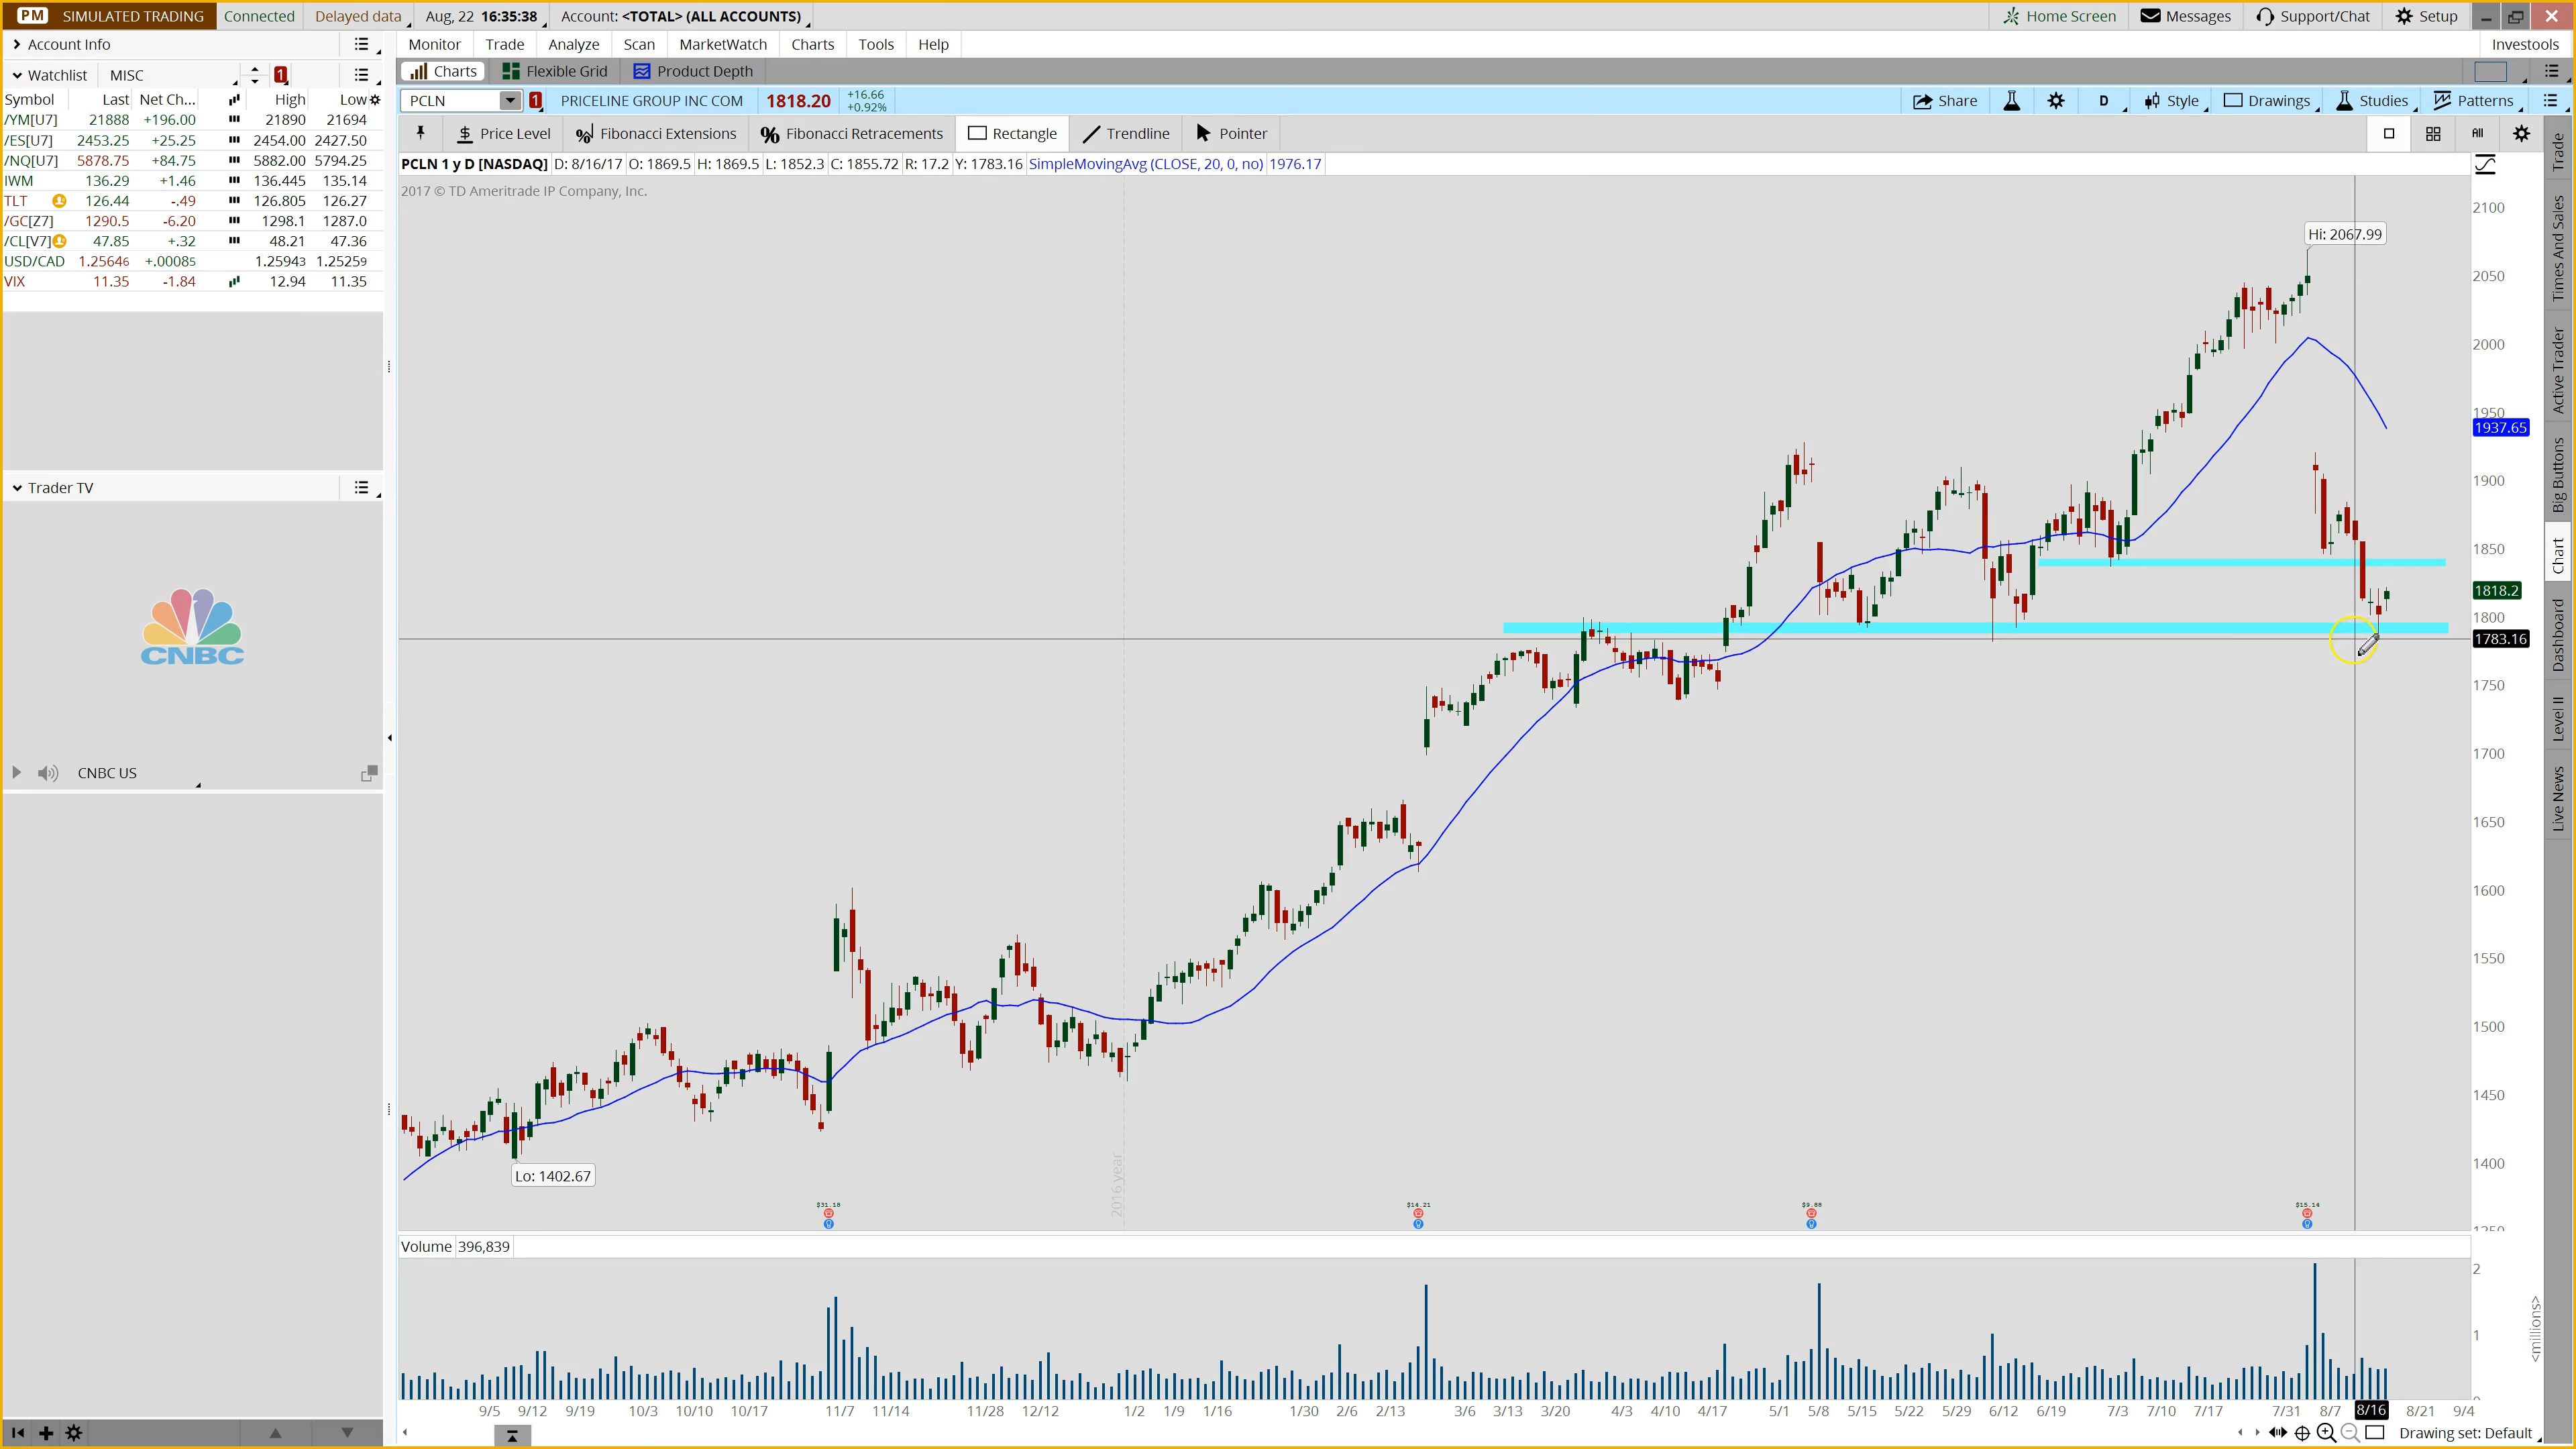 PM SIMULATED TRADING Connected Delayed data Aug, 22 16:35:38 Account: <TOTAL> (ALL ACCOUNTS) Home Screen Messages Support/Chat Setup
Account Info
Monitor Trade Analyze Scan MarketWatch Charts Tools Help Investools
Watchlist MISC 1
Charts Flexible Grid Product Depth
Symbol Last Net Ch... High Low
PCLN 1 PRICELINE GROUP INC COM 1818.20 +16.66 +0.92% Share D Style Drawings Studies Patterns
/YM[U7] 21888 +196.00 21890 21694
/ES[U7] 2453.25 +25.25 2454.00 2427.50
/NQ[U7] 5878.75 +84.75 5882.00 5794.25
IWM 136.29 +1.46 136.445 135.14
TLT 126.44 -.49 126.805 126.27
/GC[Z7] 1290.5 -6.20 1298.1 1287.0
/CL[V7] 47.85 +.32 48.21 47.36
USD/CAD 1.25646 +.00085 1.25943 1.25259
VIX 11.35 -1.84 12.94 11.35
$ Price Level % Fibonacci Extensions % Fibonacci Retracements Rectangle Trendline Pointer All
PCLN 1 y D [NASDAQ] D: 8/16/17 O: 1869.5 H: 1869.5 L: 1852.3 C: 1855.72 R: 17.2 Y: 1783.16 SimpleMovingAvg (CLOSE, 20, 0, no) 1976.17
2017 © TD Ameritrade IP Company, Inc.
Hi: 2067.99
2100
2050
2000
1950
1937.65
1900
1850
1818.2
1800
1783.16
1750
1700
1650
1600
1550
1500
1450
1400
Lo: 1402.67
2016 year
$31.18 $14.21 $9.88 $15.14
Trader TV
CNBC
CNBC US
Volume 396,839
2
1
<millions>
9/5 9/12 9/19 10/3 10/10 10/17 11/7 11/14 11/28 12/12 1/2 1/9 1/16 1/30 2/6 2/13 3/6 3/13 3/20 4/3 4/10 4/17 5/1 5/8 5/15 5/22 5/29 6/12 6/19 7/3 7/10 7/17 7/31 8/7 8/16 8/21 9/4
Drawing set: Default
Trade
Times And Sales
Active Trader
Big Buttons
Chart
Dashboard
Level II
Live News